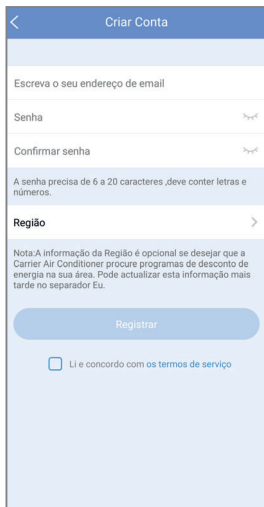 Criar Conta
Escreva o seu endereço de email
Senha
Confirmar senha
A senha precisa de 6 a 20 caracteres ,deve conter letras e
números.
Região
Nota:A informação da Região é opcional se desejar que a
Carrier Air Conditioner procure programas de desconto de
energia na sua área. Pode actualizar esta informação mais
tarde no separador Eu.
Registrar
Li e concordo com os termos de serviço